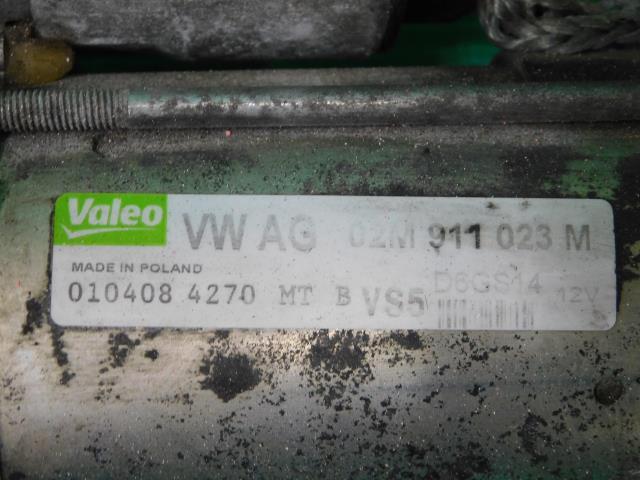 Valeo VW AG 02M 911 023 M
MADE IN POLAND
010408 4270 MT B VS5 D6GS14 12V